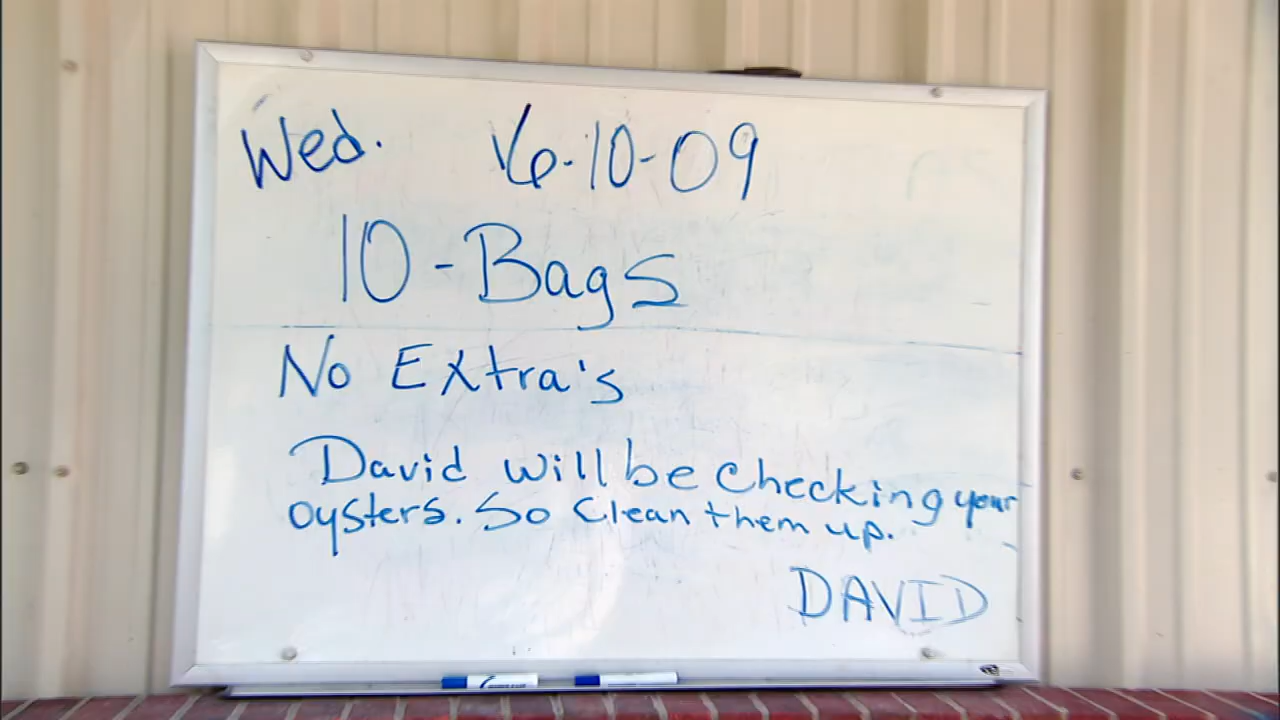 Wed. 6-10-09
10-Bags
No Extra's
David will be checking your
oysters. So Clean them up.
DAVID